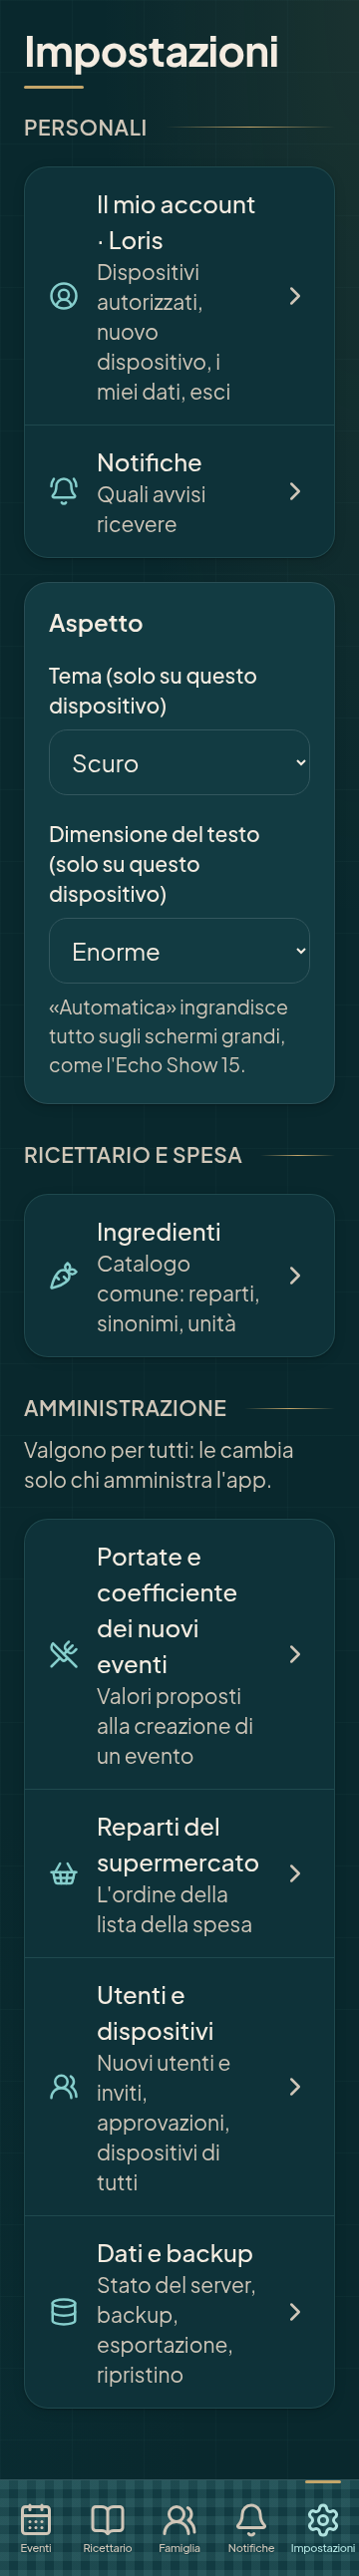 Impostazioni
PERSONALI
Il mio account
· Loris
Dispositivi
autorizzati,
nuovo
dispositivo, i
miei dati, esci
Notifiche
Quali avvisi
ricevere
Aspetto
Tema (solo su questo
dispositivo)
Scuro
Dimensione del testo
(solo su questo
dispositivo)
Enorme
«Automatica» ingrandisce
tutto sugli schermi grandi,
come l'Echo Show 15.
RICETTARIO E SPESA
Ingredienti
Catalogo
comune: reparti,
sinonimi, unità
AMMINISTRAZIONE
Valgono per tutti: le cambia
solo chi amministra l'app.
Portate e
coefficiente
dei nuovi
eventi
Valori proposti
alla creazione di
un evento
Reparti del
supermercato
L'ordine della
lista della spesa
Utenti e
dispositivi
Nuovi utenti e
inviti,
approvazioni,
dispositivi di
tutti
Dati e backup
Stato del server,
backup,
esportazione,
ripristino
Eventi
Ricettario
Famiglia
Notifiche
Impostazioni